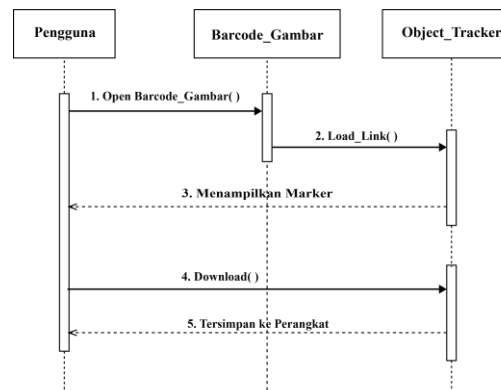 Pengguna
Barcode_Gambar
Object_Tracker
1. Open Barcode_Gambar( )
2. Load_Link( )
3. Menampilkan Marker
4. Download( )
5. Tersimpan ke Perangkat